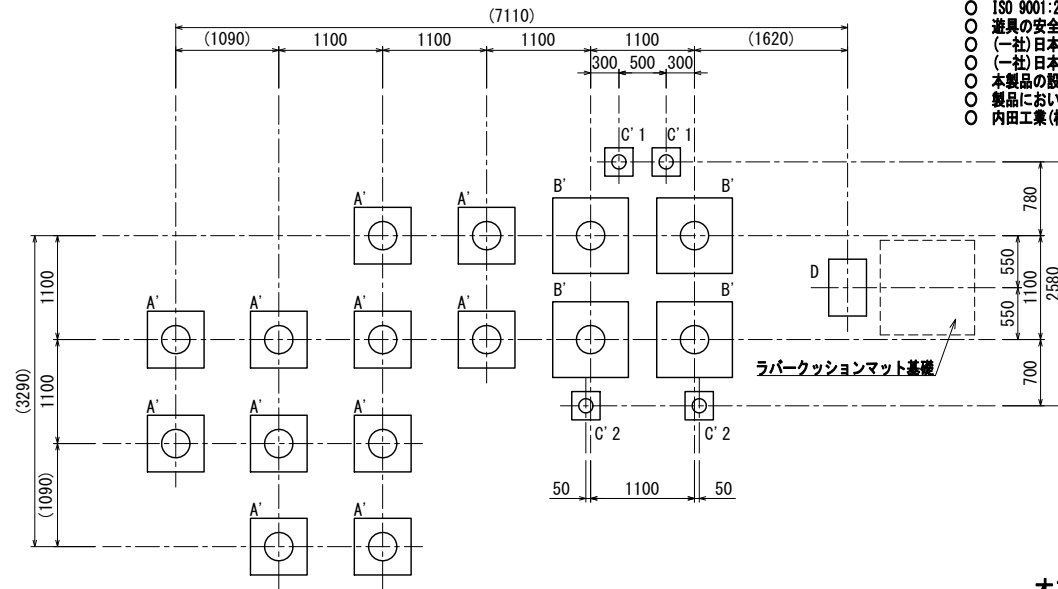 (7110)
(1090) 1100 1100 1100 1100 (1620)
300 500 300
○ ISO 9001:2
○ 遊具の安全
○ (一社)日本
○ (一社)日本
○ 本製品の設
○ 製品におい
○ 内田工業(株
C'1 C'1
A' A' B' B'
D
A' A' A' A' B' B'
ラバークッションマット基礎
A' A' A' C'2 C'2
A' A'
50 1100 50
1100
1100
(1090)
(3290)
780
550
550
1100
700
2580